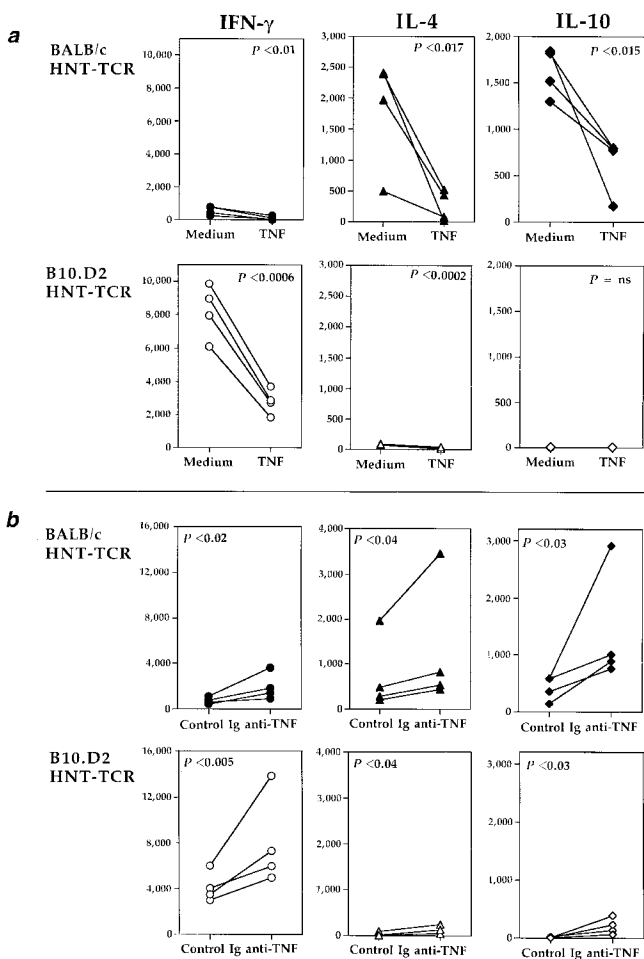 IFN-γ IL-4 IL-10
a
BALB/c
HNT-TCR
10,000
8,000
6,000
4,000
2,000
0
P <0.01
Medium TNF
3,000
2,500
2,000
1,500
1,000
500
0
P <0.017
Medium TNF
2,000
1,500
1,000
500
0
P <0.015
Medium TNF
B10.D2
HNT-TCR
10,000
8,000
6,000
4,000
2,000
0
P <0.0006
Medium TNF
3,000
2,500
2,000
1,500
1,000
500
0
P <0.0002
Medium TNF
2,000
1,500
1,000
500
0
P = ns
Medium TNF
b
BALB/c
HNT-TCR
16,000
12,000
8,000
4,000
0
P <0.02
Control Ig anti-TNF
4,000
3,000
2,000
1,000
0
P <0.04
Control Ig anti-TNF
3,000
2,000
1,000
0
P <0.03
Control Ig anti-TNF
B10.D2
HNT-TCR
16,000
12,000
8,000
4,000
0
P <0.005
Control Ig anti-TNF
4,000
3,000
2,000
1,000
0
P <0.04
Control Ig anti-TNF
3,000
2,000
1,000
0
P <0.03
Control Ig anti-TNF